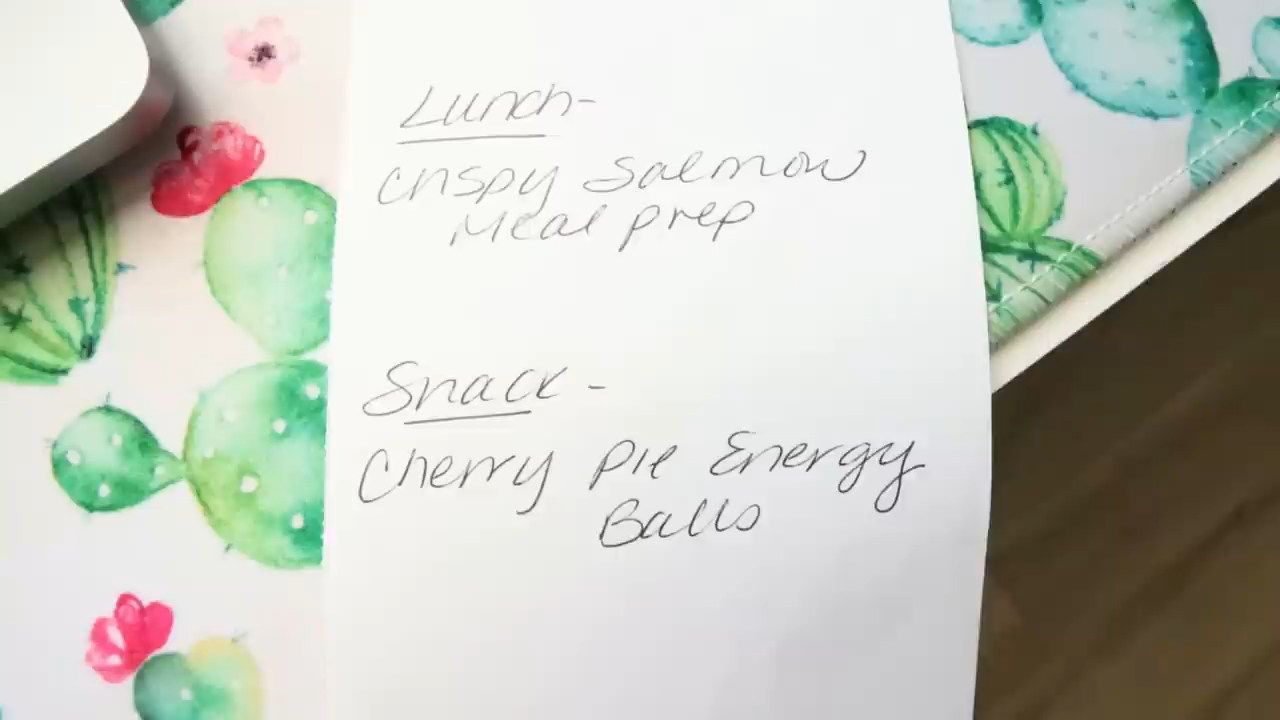 Lunch-
Crispy Salmon
Meal prep
Snack -
Cherry Pie Energy
Balls